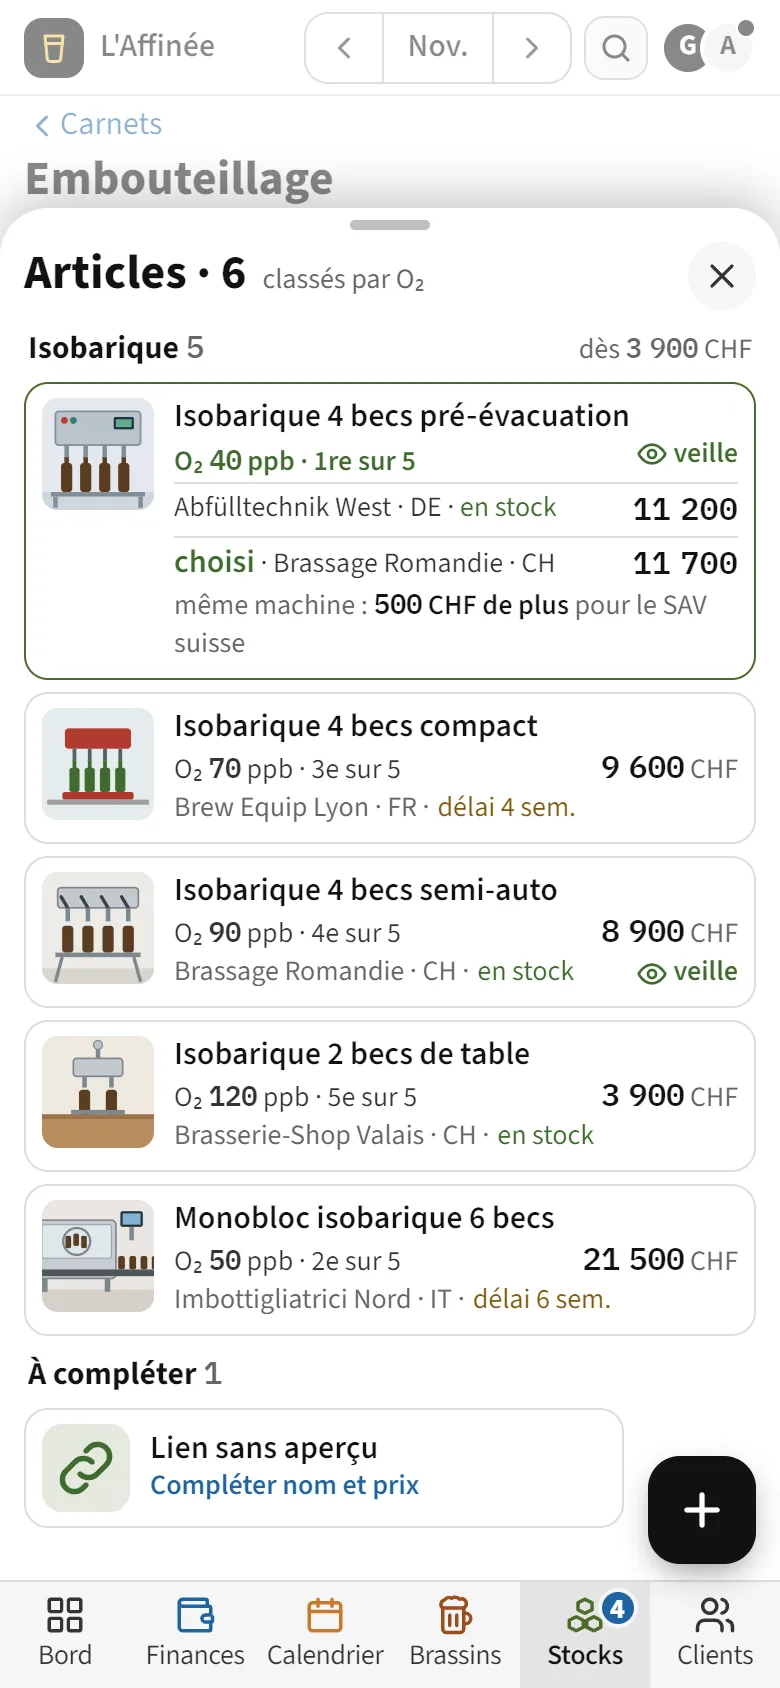 L'Affinée
Nov.
G
A
Carnets
Embouteillage
Articles · 6 classés par O₂
Isobarique 5
dès 3 900 CHF
Isobarique 4 becs pré-évacuation
O₂ 40 ppb · 1re sur 5
veille
Abfülltechnik West · DE · en stock
11 200
choisi · Brassage Romandie · CH
11 700
même machine : 500 CHF de plus pour le SAV
suisse
Isobarique 4 becs compact
O₂ 70 ppb · 3e sur 5
9 600 CHF
Brew Equip Lyon · FR · délai 4 sem.
Isobarique 4 becs semi-auto
O₂ 90 ppb · 4e sur 5
8 900 CHF
Brassage Romandie · CH · en stock
veille
Isobarique 2 becs de table
O₂ 120 ppb · 5e sur 5
3 900 CHF
Brasserie-Shop Valais · CH · en stock
Monobloc isobarique 6 becs
O₂ 50 ppb · 2e sur 5
21 500 CHF
Imbottigliatrici Nord · IT · délai 6 sem.
À compléter 1
Lien sans aperçu
Compléter nom et prix
4
Bord
Finances
Calendrier
Brassins
Stocks
Clients